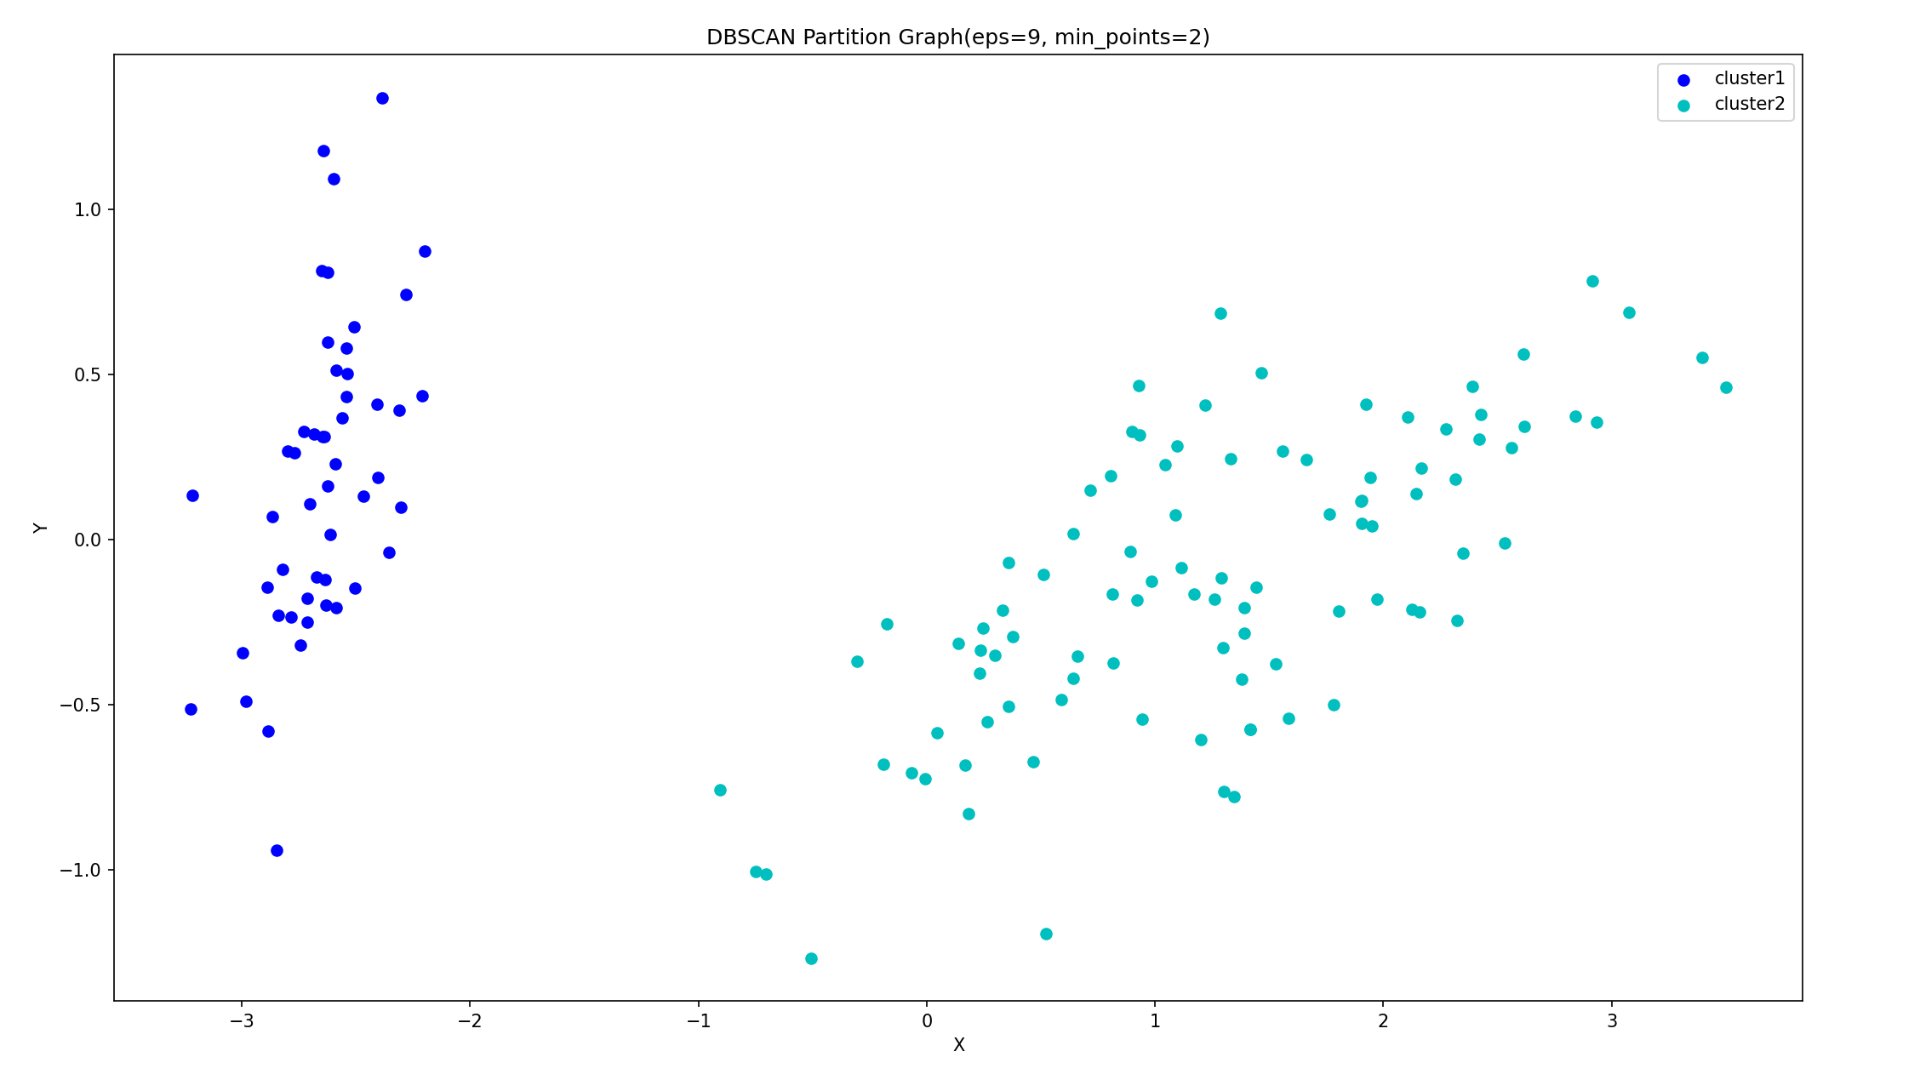 DBSCAN Partition Graph(eps=9, min_points=2)
cluster1
cluster2
1.0
0.5
0.0
−0.5
−1.0
Y
−3 −2 −1 0 1 2 3
X